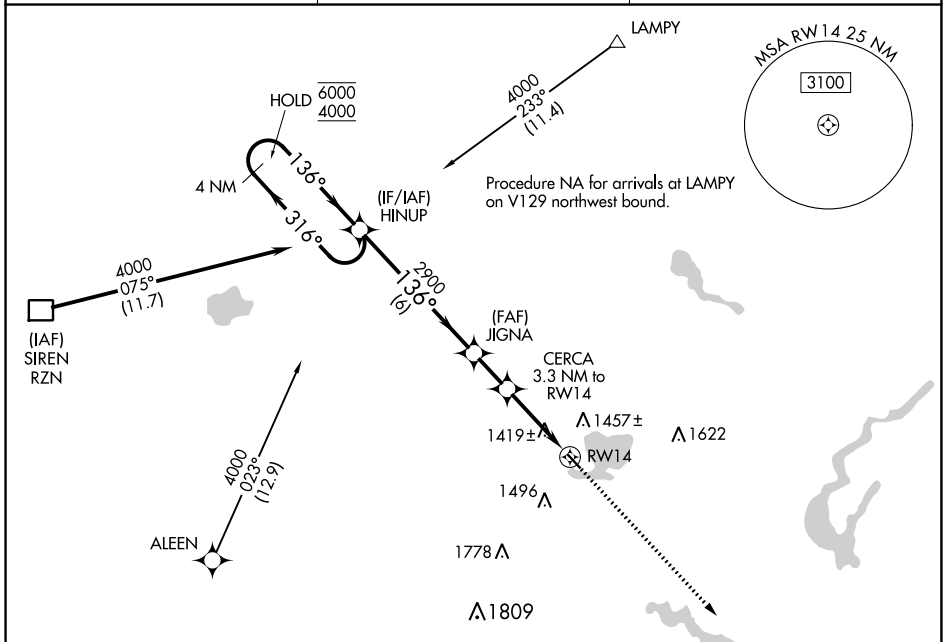 LAMPY
MSA RW14 25 NM
3100
HOLD 6000
4000
4000
233°
(11.4)
136°
4 NM
316°
(IF/IAF)
HINUP
Procedure NA for arrivals at LAMPY
on V129 northwest bound.
4000
075°
(11.7)
2900
136°
(6)
(IAF)
SIREN
RZN
(FAF)
JIGNA
CERCA
3.3 NM to
RW14
1419±
1457±
1622
RW14
4000
023°
(12.9)
1496
ALEEN
1778
1809